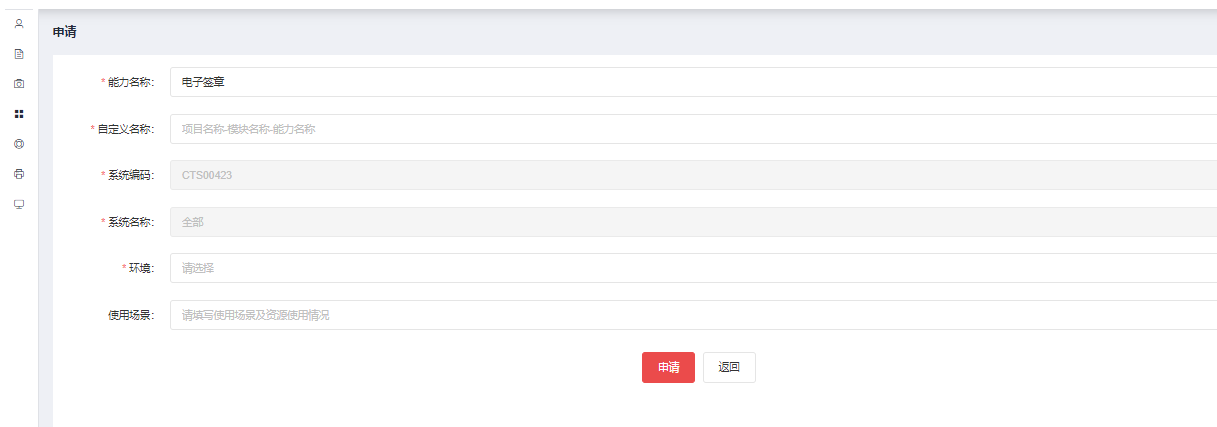 申请
* 能力名称： 电子签章
* 自定义名称： 项目名称-模块名称-能力名称
* 系统编码： CTS00423
* 系统名称： 全部
* 环境： 请选择
使用场景： 请填写使用场景及资源使用情况
申请 返回